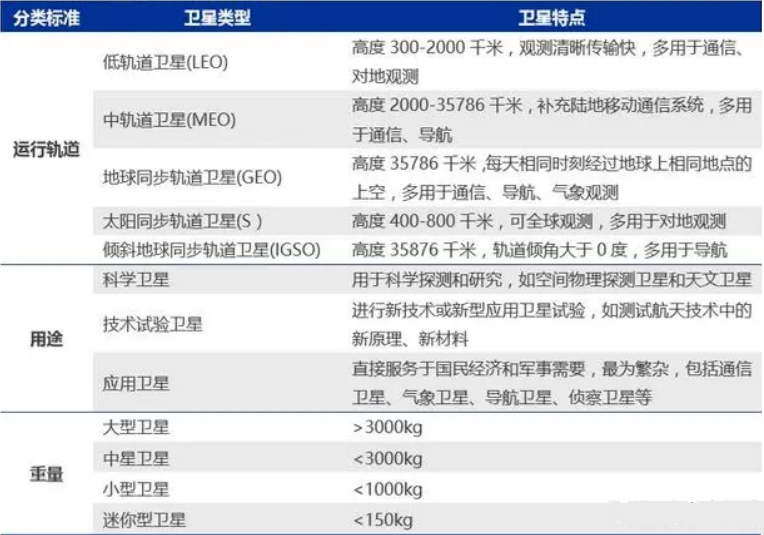 分类标准 卫星类型 卫星特点
低轨道卫星(LEO) 高度 300-2000 千米，观测清晰传输快，多用于通信、
对地观测
中轨道卫星(MEO) 高度 2000-35786 千米，补充陆地移动通信系统，多用
于通信、导航
运行轨道
地球同步轨道卫星(GEO) 高度 35786 千米,每天相同时刻经过地球上相同地点的
上空，多用于通信、导航、气象观测
太阳同步轨道卫星(S ) 高度 400-800 千米，可全球观测，多用于对地观测
倾斜地球同步轨道卫星(IGSO) 高度 35876 千米，轨道倾角大于 0 度，多用于导航
科学卫星 用于科学探测和研究，如空间物理探测卫星和天文卫星
用途
技术试验卫星 进行新技术或新型应用卫星试验，如测试航天技术中的
新原理、新材料
应用卫星 直接服务于国民经济和军事需要，最为繁杂，包括通信
卫星、气象卫星、导航卫星、侦察卫星等
大型卫星 >3000kg
中星卫星 <3000kg
重量
小型卫星 <1000kg
迷你型卫星 <150kg